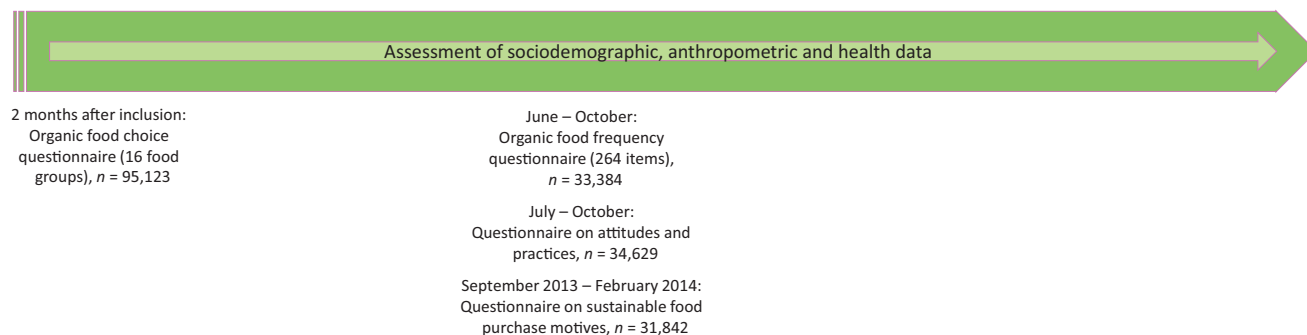 Assessment of sociodemographic, anthropometric and health data
2 months after inclusion:
Organic food choice
questionnaire (16 food
groups), n = 95,123
June – October:
Organic food frequency
questionnaire (264 items),
n = 33,384
July – October:
Questionnaire on attitudes and
practices, n = 34,629
September 2013 – February 2014:
Questionnaire on sustainable food
purchase motives, n = 31,842